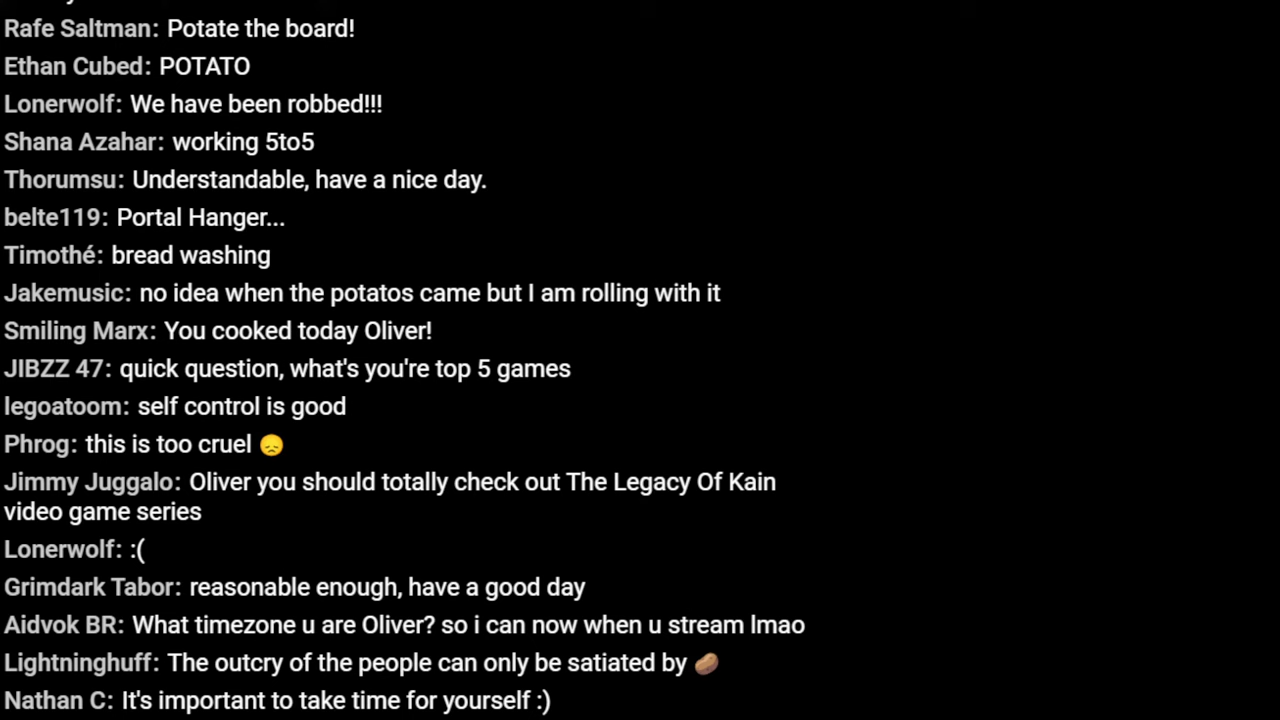 Rafe Saltman: Potate the board!
Ethan Cubed: POTATO
Lonerwolf: We have been robbed!!!
Shana Azahar: working 5to5
Thorumsu: Understandable, have a nice day.
belte119: Portal Hanger...
Timothé: bread washing
Jakemusic: no idea when the potatos came but I am rolling with it
Smiling Marx: You cooked today Oliver!
JIBZZ 47: quick question, what's you're top 5 games
legoatoom: self control is good
Phrog: this is too cruel 😞
Jimmy Juggalo: Oliver you should totally check out The Legacy Of Kain
video game series
Lonerwolf: :(
Grimdark Tabor: reasonable enough, have a good day
Aidvok BR: What timezone u are Oliver? so i can now when u stream lmao
Lightninghuff: The outcry of the people can only be satiated by 🥔
Nathan C: It's important to take time for yourself :)